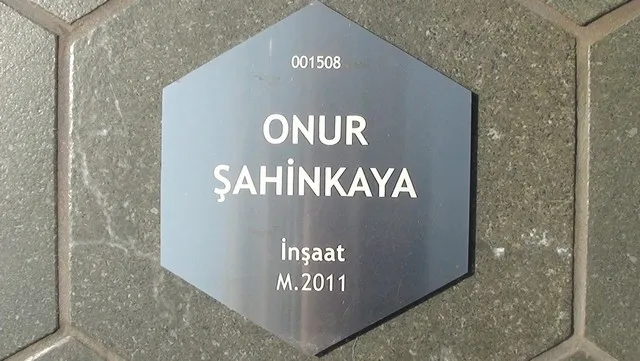 001508
ONUR
ŞAHİNKAYA
İnşaat
M.2011